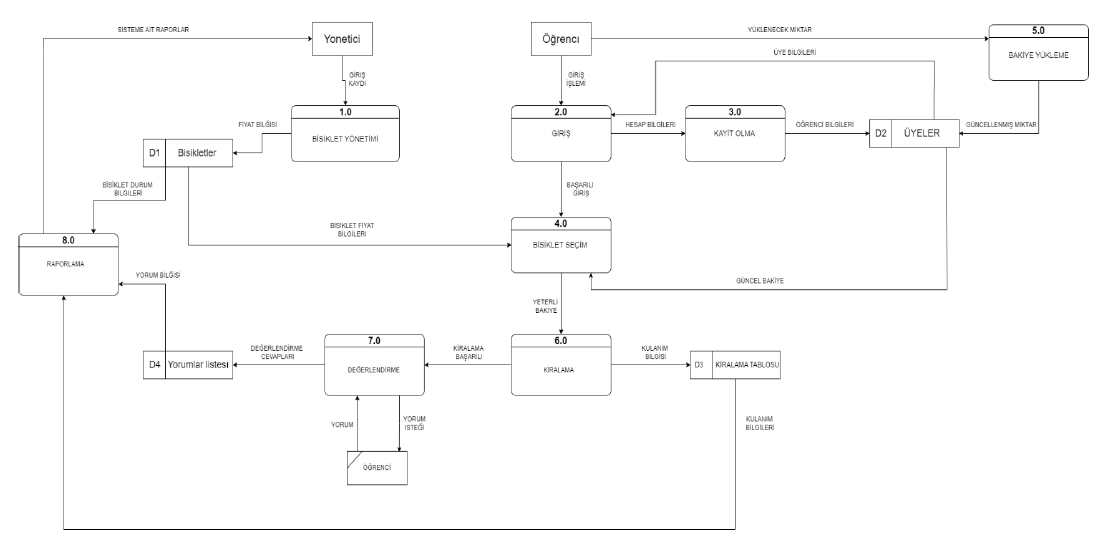 SİSTEME AİT RAPORLAR
Yonetici
Öğrencı
YÜKLENECEK MİKTAR
5.0
BAKİYE YÜKLEME
ÜYE BİLGİLERİ
GİRİŞ
KAYDI
GİRİŞ
İŞLEMİ
1.0
BİSİKLET YÖNETİMİ
FİYAT BİLĞİSİ
2.0
GİRİŞ
HESAP BİLGİLERİ
3.0
KAYIT OLMA
ÖĞRENCİ BİLGİLERİ
D2
ÜYELER
GÜNCELLENMİŞ MİKTAR
D1
Bisikletler
BİSİKLET DURUM
BİLGİLERİ
BAŞARILI
GİRİŞ
BİSİKLET FİYAT
BİLGİLERİ
4.0
BİSİKLET SEÇİM
8.0
RAPORLAMA
YORUM BİLĞİSİ
GÜNCEL BAKİYE
YETERLİ
BAKİYE
D4
Yorumlar listesı
DEĞERLENDİRME
CEVAPLARI
7.0
DEĞERLENDİRME
KİRALAMA
BAŞARILI
6.0
KİRALAMA
KULANIM
BİLGİSİ
D3
KİRALAMA TABLOSU
YORUM
YORUM
ISTEĞİ
KULANIM
BİLGİLERİ
ÖĞRENCİ